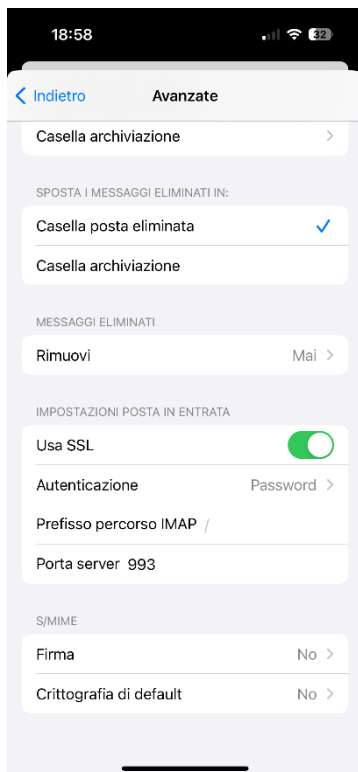 18:58
32
Indietro
Avanzate
Casella archiviazione
SPOSTA I MESSAGGI ELIMINATI IN:
Casella posta eliminata
Casella archiviazione
MESSAGGI ELIMINATI
Rimuovi Mai
IMPOSTAZIONI POSTA IN ENTRATA
Usa SSL
Autenticazione Password
Prefisso percorso IMAP /
Porta server 993
S/MIME
Firma No
Crittografia di default No